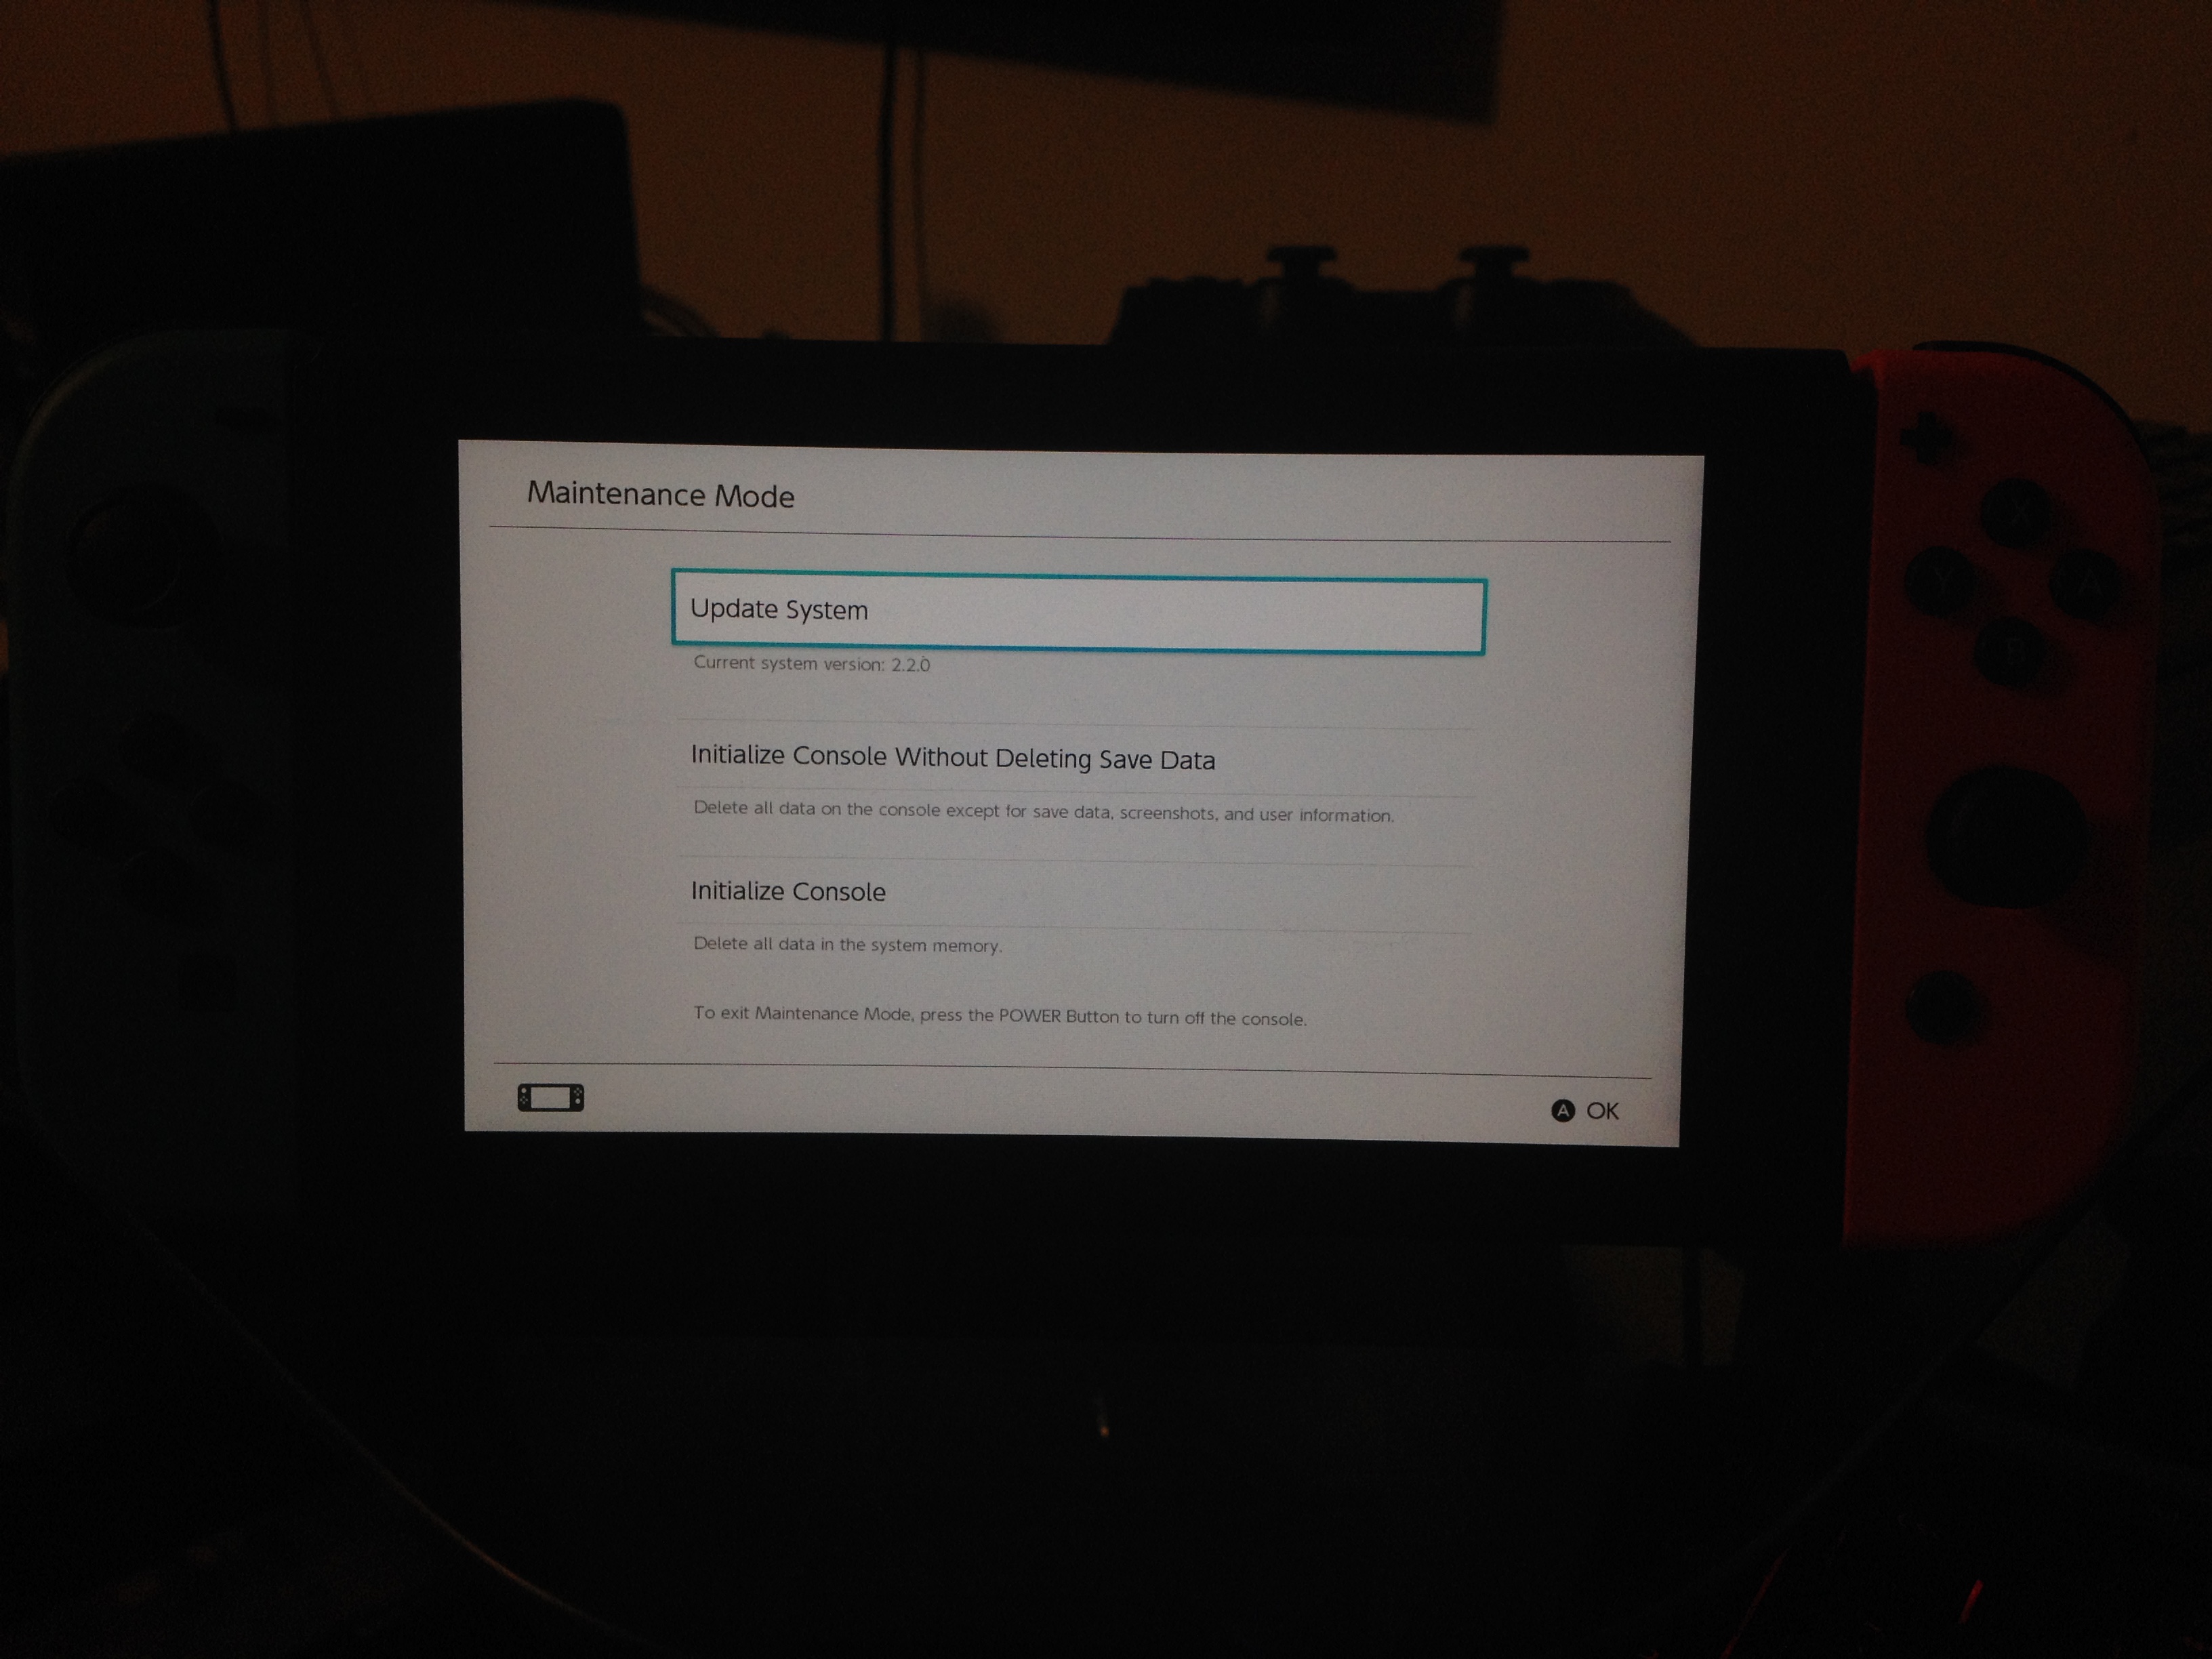 Maintenance Mode
Update System
Current system version: 2.2.0
Initialize Console Without Deleting Save Data
Delete all data on the console except for save data, screenshots, and user information.
Initialize Console
Delete all data in the system memory.
To exit Maintenance Mode, press the POWER Button to turn off the console.
A OK
X
Y
A
B